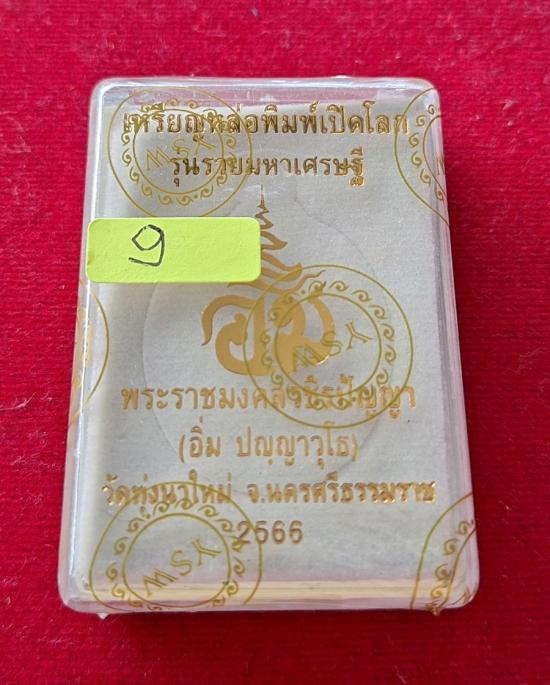 เหรียญหล่อพิมพ์เปิดโลก
รุ่นรวยมหาเศรษฐี
9
อิ่ม
พระราชมงคลวชิรปัญญา
(อิ่ม ปญฺญาวุโธ)
วัดทุ่งนาใหม่ จ.นครศรีธรรมราช
2566